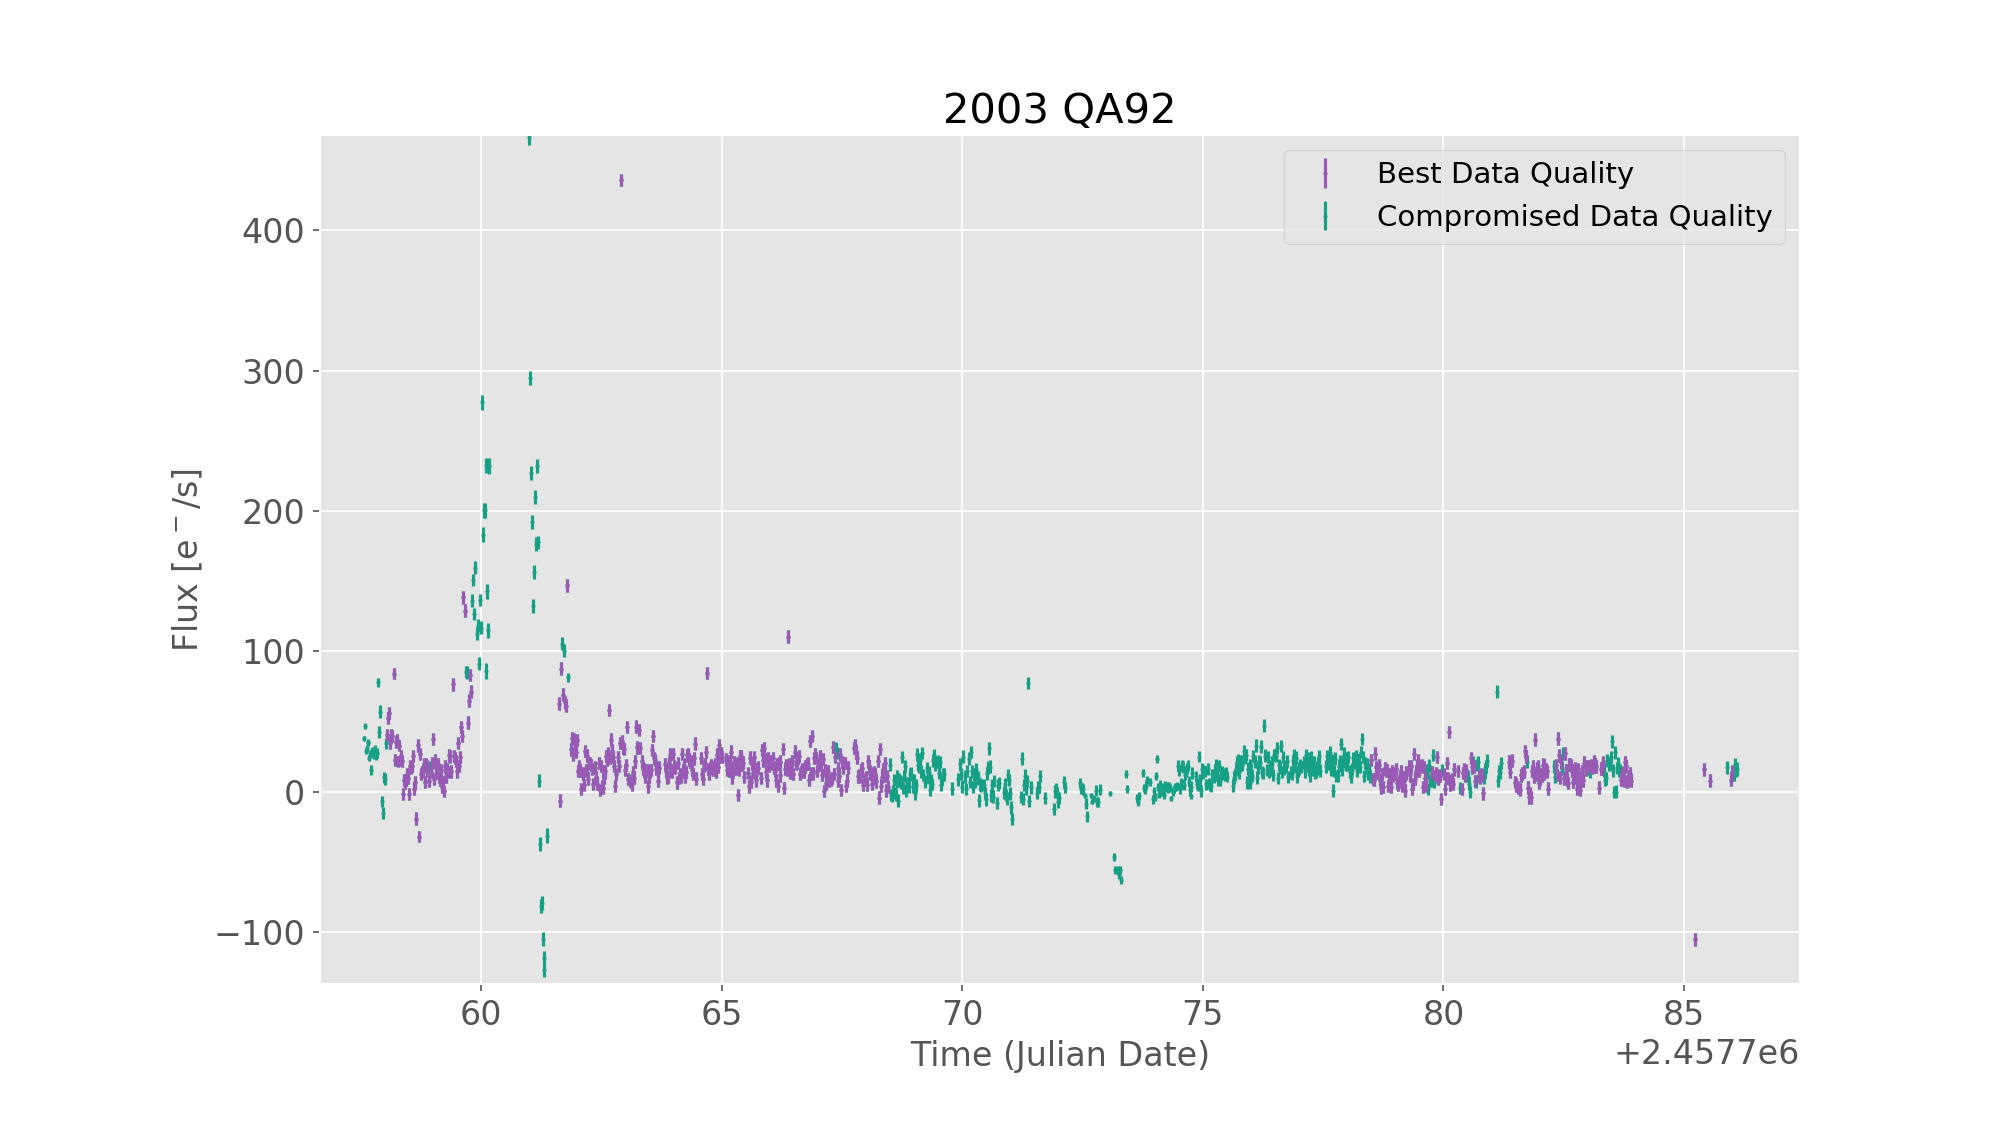 2003 QA92
Best Data Quality
Compromised Data Quality
400
300
200
100
0
−100
Flux [e⁻/s]
60 65 70 75 80 85
Time (Julian Date)
+2.4577e6